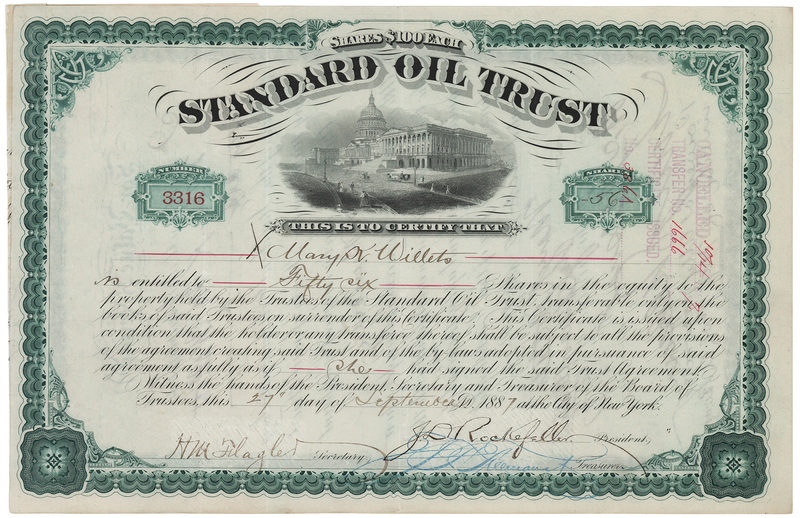 SHARES $100 EACH
STANDARD OIL TRUST
NUMBER
3316
SHARES
56
THIS IS TO CERTIFY THAT
Mary K. Willets
is entitled to Fifty six Shares in the equity to the
property held by the Trustees of the Standard Oil Trust, transferable only on the
books of said Trustees on surrender of this Certificate. This Certificate is issued upon
condition that the holder or any transferee thereof shall be subject to all the provisions
of the agreement creating said Trust and of the by-laws adopted in pursuance of said
agreement as fully as if she had signed the said Trust Agreement.
Witness the hands of the President, Secretary and Treasurer of the Board of
Trustees, this 27" day of September 1887 at the City of New York.
J. D. Rockefeller President,
H M Flagler Secretary,
Treasurer.
CANCELLED
TRANSFER No. 1666